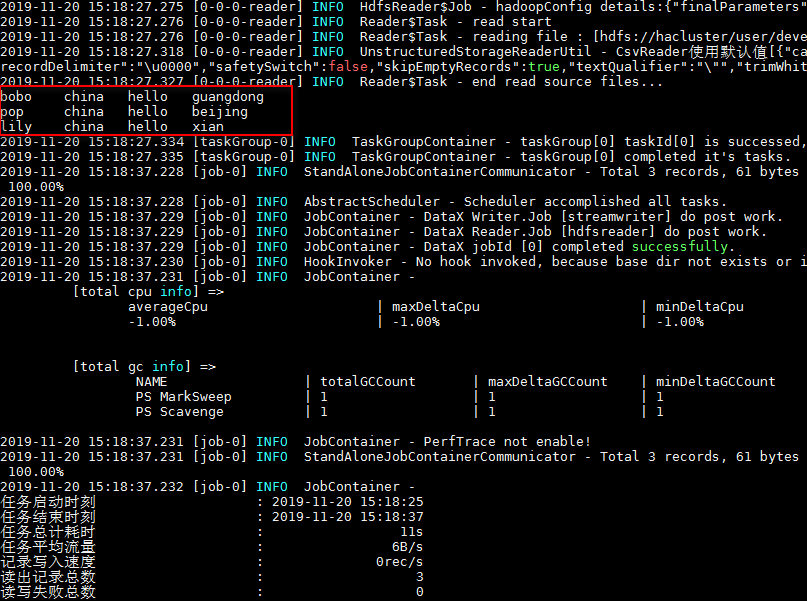 2019-11-20 15:18:27.275 [0-0-0-reader] INFO  HdfsReader$Job - hadoopConfig details:{"finalParameters"
2019-11-20 15:18:27.276 [0-0-0-reader] INFO  Reader$Task - read start
2019-11-20 15:18:27.276 [0-0-0-reader] INFO  Reader$Task - reading file : [hdfs://hacluster/user/deve
2019-11-20 15:18:27.318 [0-0-0-reader] INFO  UnstructuredStorageReaderUtil - CsvReader使用默认值[{"ca
recordDelimiter":"\u0000","safetySwitch":false,"skipEmptyRecords":true,"textQualifier":"\"","trimWhit
2019-11-20 15:18:27.327 [0-0-0-reader] INFO  Reader$Task - end read source files...
bobo    china   hello   guangdong
pop     china   hello   beijing
lily    china   hello   xian
2019-11-20 15:18:27.334 [taskGroup-0] INFO  TaskGroupContainer - taskGroup[0] taskId[0] is successed,
2019-11-20 15:18:27.335 [taskGroup-0] INFO  TaskGroupContainer - taskGroup[0] completed it's tasks.
2019-11-20 15:18:37.228 [job-0] INFO  StandAloneJobContainerCommunicator - Total 3 records, 61 bytes
100.00%
2019-11-20 15:18:37.228 [job-0] INFO  AbstractScheduler - Scheduler accomplished all tasks.
2019-11-20 15:18:37.229 [job-0] INFO  JobContainer - DataX Writer.Job [streamwriter] do post work.
2019-11-20 15:18:37.229 [job-0] INFO  JobContainer - DataX Reader.Job [hdfsreader] do post work.
2019-11-20 15:18:37.229 [job-0] INFO  JobContainer - DataX jobId [0] completed successfully.
2019-11-20 15:18:37.230 [job-0] INFO  HookInvoker - No hook invoked, because base dir not exists or i
2019-11-20 15:18:37.231 [job-0] INFO  JobContainer -
[total cpu info] =>
averageCpu | maxDeltaCpu | minDeltaCpu
-1.00% | -1.00% | -1.00%
[total gc info] =>
NAME | totalGCCount | maxDeltaGCCount | minDeltaGCCount
PS MarkSweep | 1 | 1 | 1
PS Scavenge | 1 | 1 | 1
2019-11-20 15:18:37.231 [job-0] INFO  JobContainer - PerfTrace not enable!
2019-11-20 15:18:37.231 [job-0] INFO  StandAloneJobContainerCommunicator - Total 3 records, 61 bytes
100.00%
2019-11-20 15:18:37.232 [job-0] INFO  JobContainer -
任务启动时刻 : 2019-11-20 15:18:25
任务结束时刻 : 2019-11-20 15:18:37
任务总计耗时 : 11s
任务平均流量 : 6B/s
记录写入速度 : 0rec/s
读出记录总数 : 3
读写失败总数 : 0